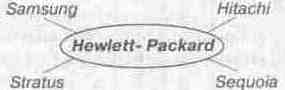 Samsung Hitachi
Hewlett- Packard
Stratus Sequoia